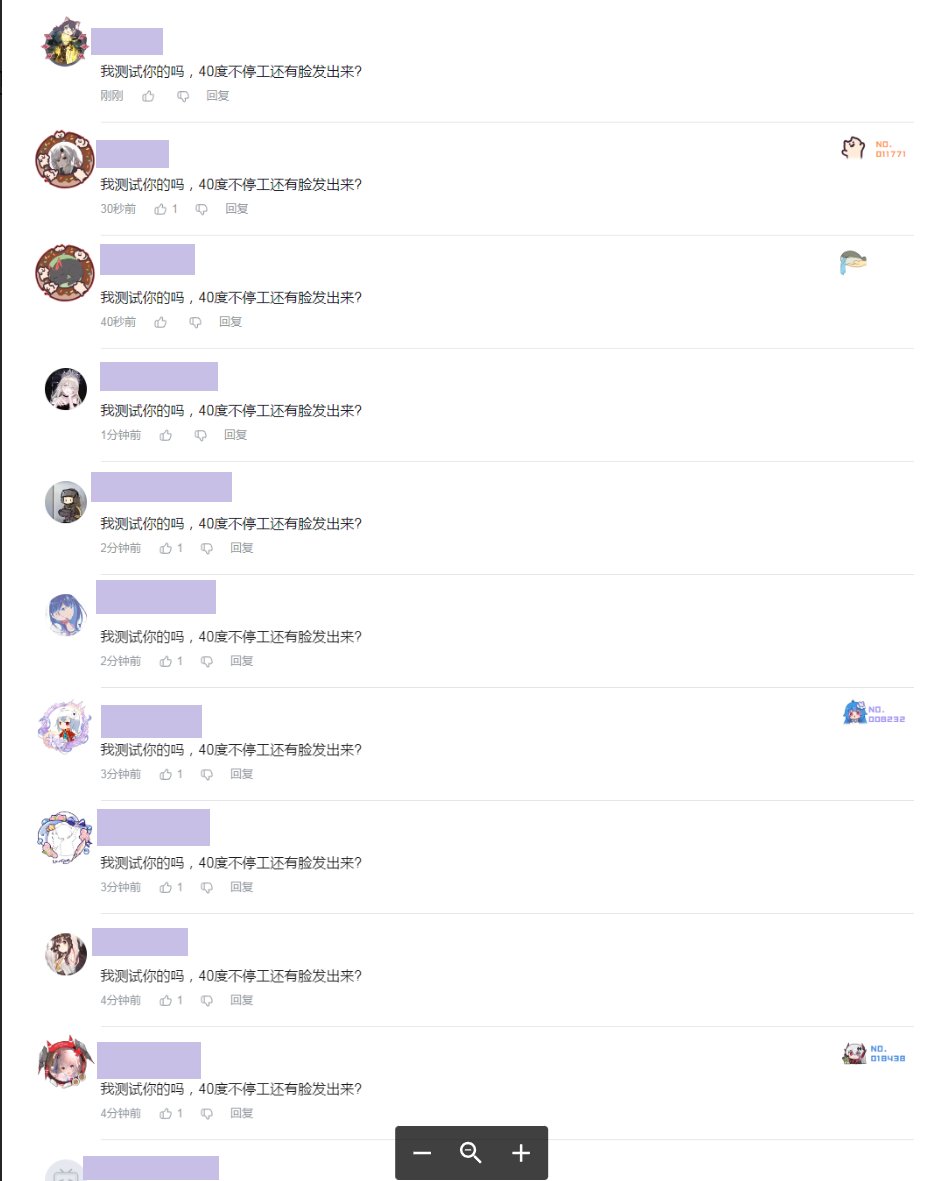 我测试你的吗，40度不停工还有脸发出来?
刚刚 回复
NO.
011771
我测试你的吗，40度不停工还有脸发出来?
30秒前 1 回复
我测试你的吗，40度不停工还有脸发出来?
40秒前 回复
我测试你的吗，40度不停工还有脸发出来?
1分钟前 回复
我测试你的吗，40度不停工还有脸发出来?
2分钟前 1 回复
我测试你的吗，40度不停工还有脸发出来?
2分钟前 1 回复
NO.
008232
我测试你的吗，40度不停工还有脸发出来?
3分钟前 1 回复
我测试你的吗，40度不停工还有脸发出来?
3分钟前 1 回复
我测试你的吗，40度不停工还有脸发出来?
4分钟前 1 回复
NO.
018438
我测试你的吗，40度不停工还有脸发出来?
4分钟前 1 回复